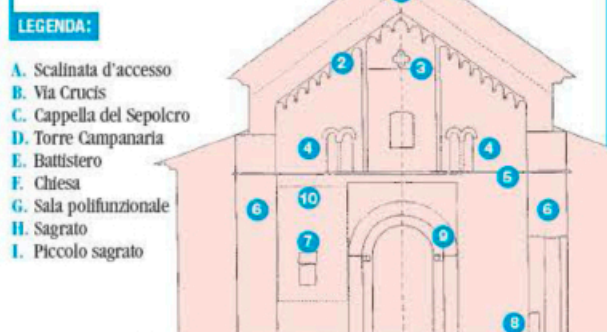 LEGENDA:
A. Scalinata d'accesso
B. Via Crucis
C. Cappella del Sepolcro
D. Torre Campanaria
E. Battistero
F. Chiesa
G. Sala polifunzionale
H. Sagrato
I. Piccolo sagrato
2
3
4
4
5
6
10
6
7
9
8